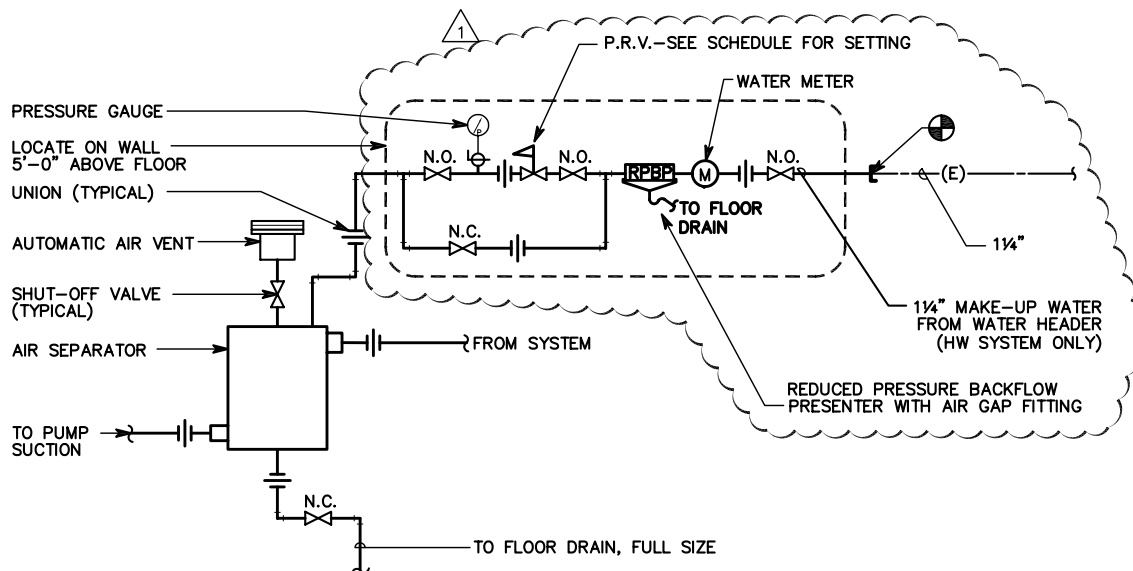 1
P.R.V.-SEE SCHEDULE FOR SETTING
WATER METER
PRESSURE GAUGE
P
LOCATE ON WALL
5'-0" ABOVE FLOOR
N.O.
N.O.
N.O.
UNION (TYPICAL)
RPBP
M
(E)
TO FLOOR
DRAIN
N.C.
AUTOMATIC AIR VENT
1¼"
SHUT-OFF VALVE
(TYPICAL)
1¼" MAKE-UP WATER
FROM WATER HEADER
(HW SYSTEM ONLY)
AIR SEPARATOR
FROM SYSTEM
REDUCED PRESSURE BACKFLOW
PRESENTER WITH AIR GAP FITTING
TO PUMP
SUCTION
N.C.
TO FLOOR DRAIN, FULL SIZE